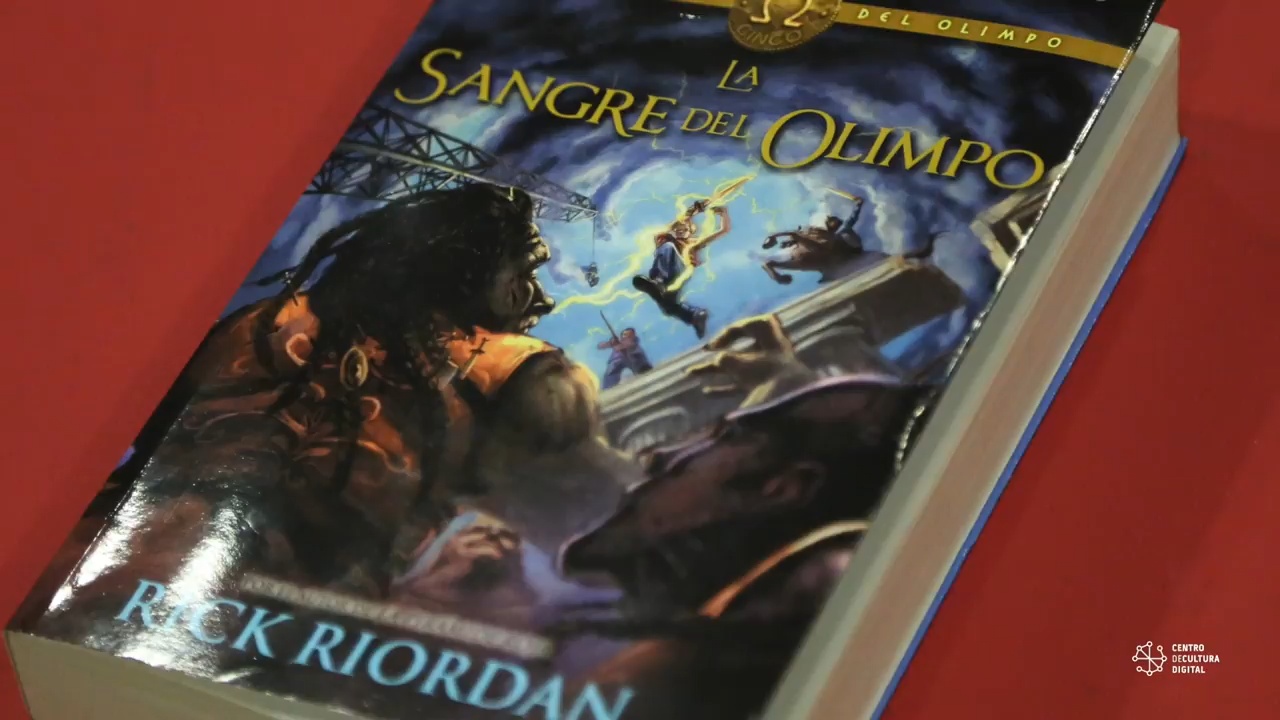 CINCO
DEL OLIMPO
LA
SANGRE DEL OLIMPO
RICK RIORDAN
CENTRO
DECULTURA
DIGITAL